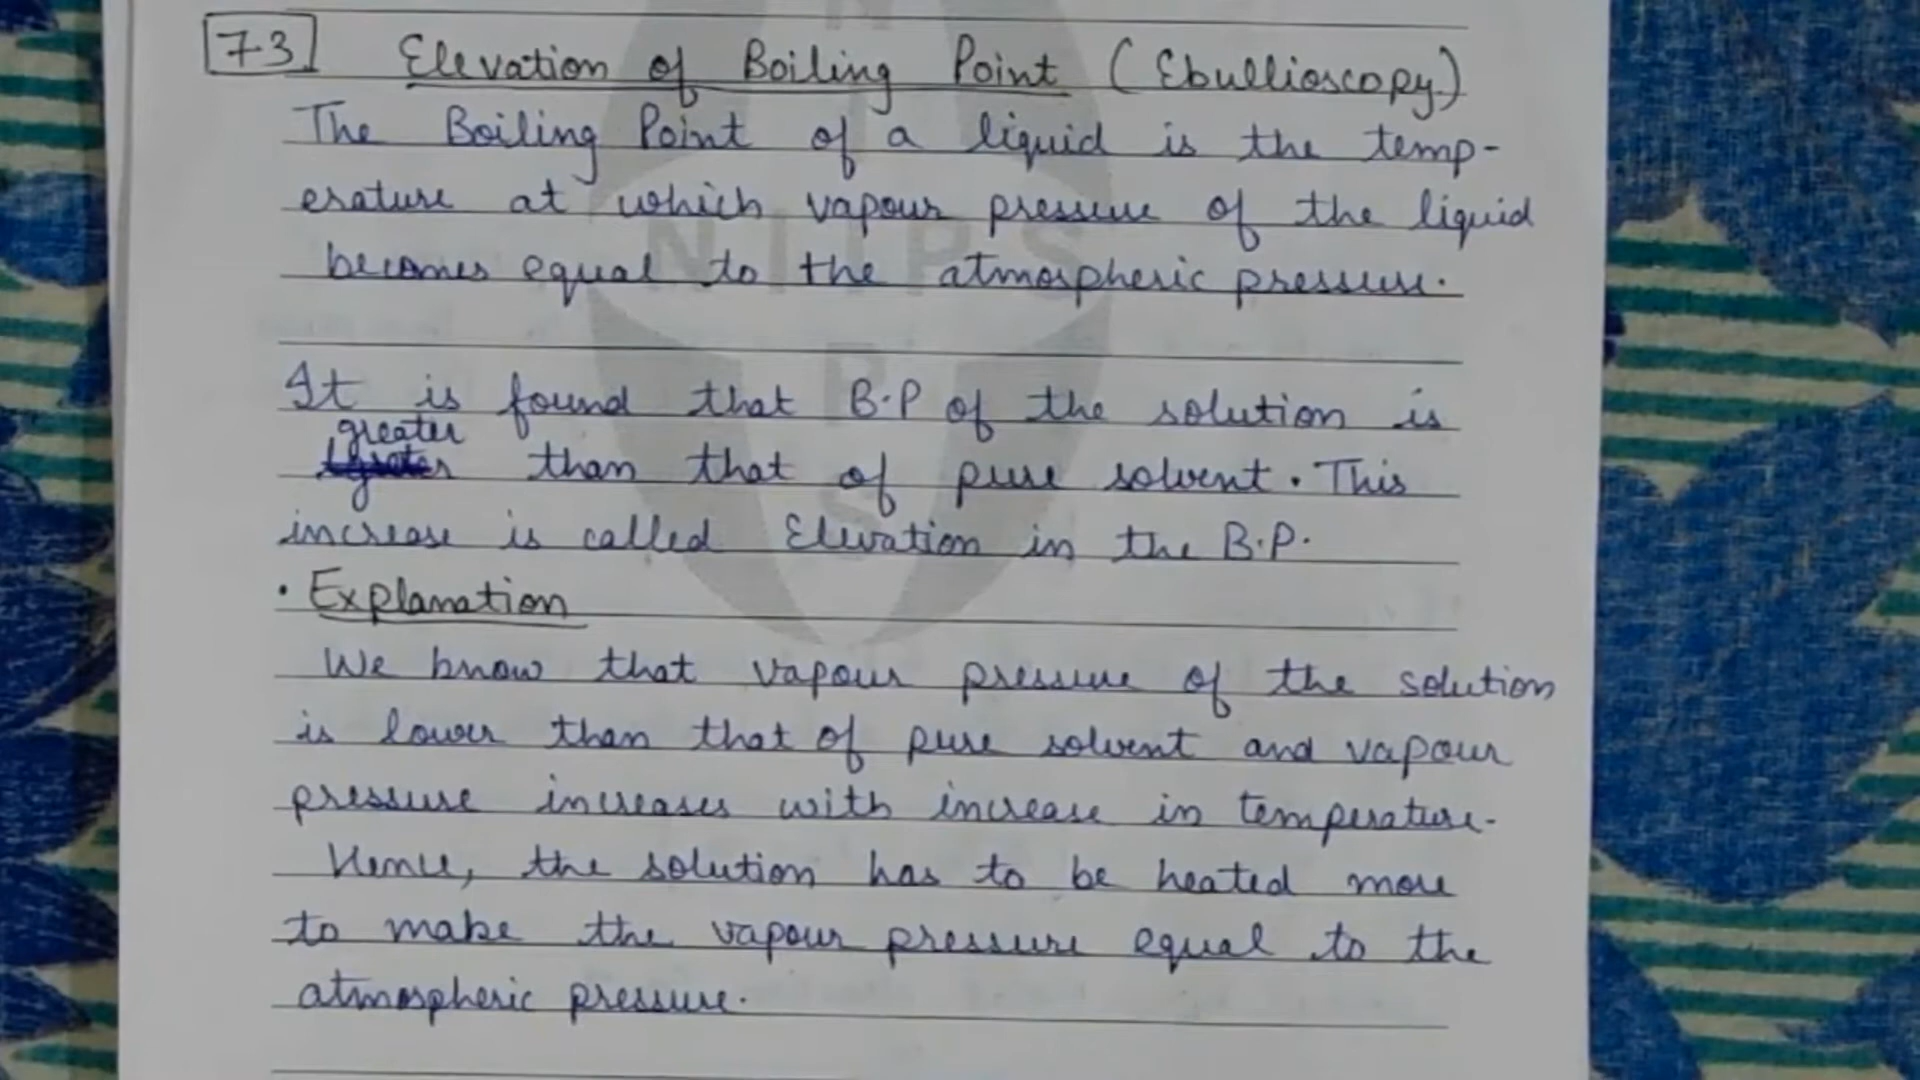 73 Elevation of Boiling Point (Ebullioscopy)
The Boiling Point of a liquid is the temp-
erature at which vapour pressure of the liquid
becomes equal to the atmospheric pressure.
It is found that B.P of the solution is
greater
than that of pure solvent. This
increase is called Elevation in the B.P.
• Explanation
We know that vapour pressure of the solution
is lower than that of pure solvent and vapour
pressure increases with increase in temperature.
Hence, the solution has to be heated more
to make the vapour pressure equal to the
atmospheric pressure.